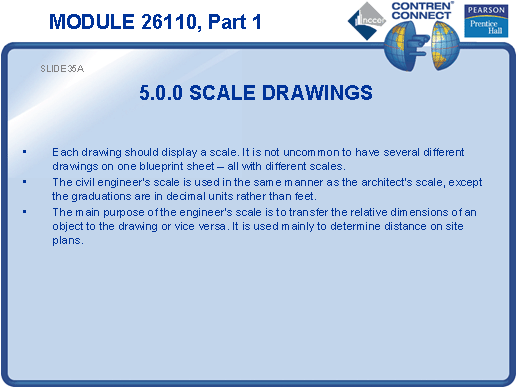 MODULE 26110, Part 1
nccer
CONTREN®
CONNECT
PEARSON
Prentice
Hall
SLIDE 35A
5.0.0 SCALE DRAWINGS
• Each drawing should display a scale. It is not uncommon to have several different
drawings on one blueprint sheet – all with different scales.
• The civil engineer's scale is used in the same manner as the architect's scale, except
the graduations are in decimal units rather than feet.
• The main purpose of the engineer's scale is to transfer the relative dimensions of an
object to the drawing or vice versa. It is used mainly to determine distance on site
plans.